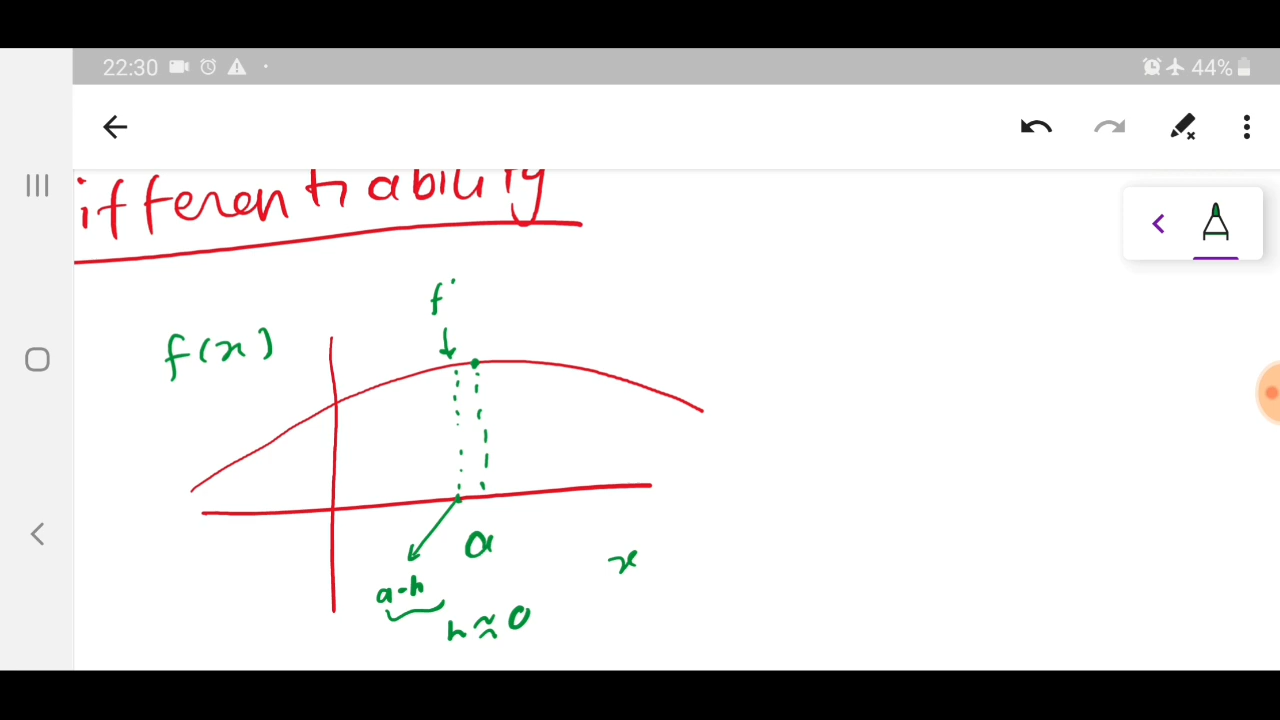 22:30
44%
ifferentiability
f'
f(x)
a
x
a-h
h ≈ 0